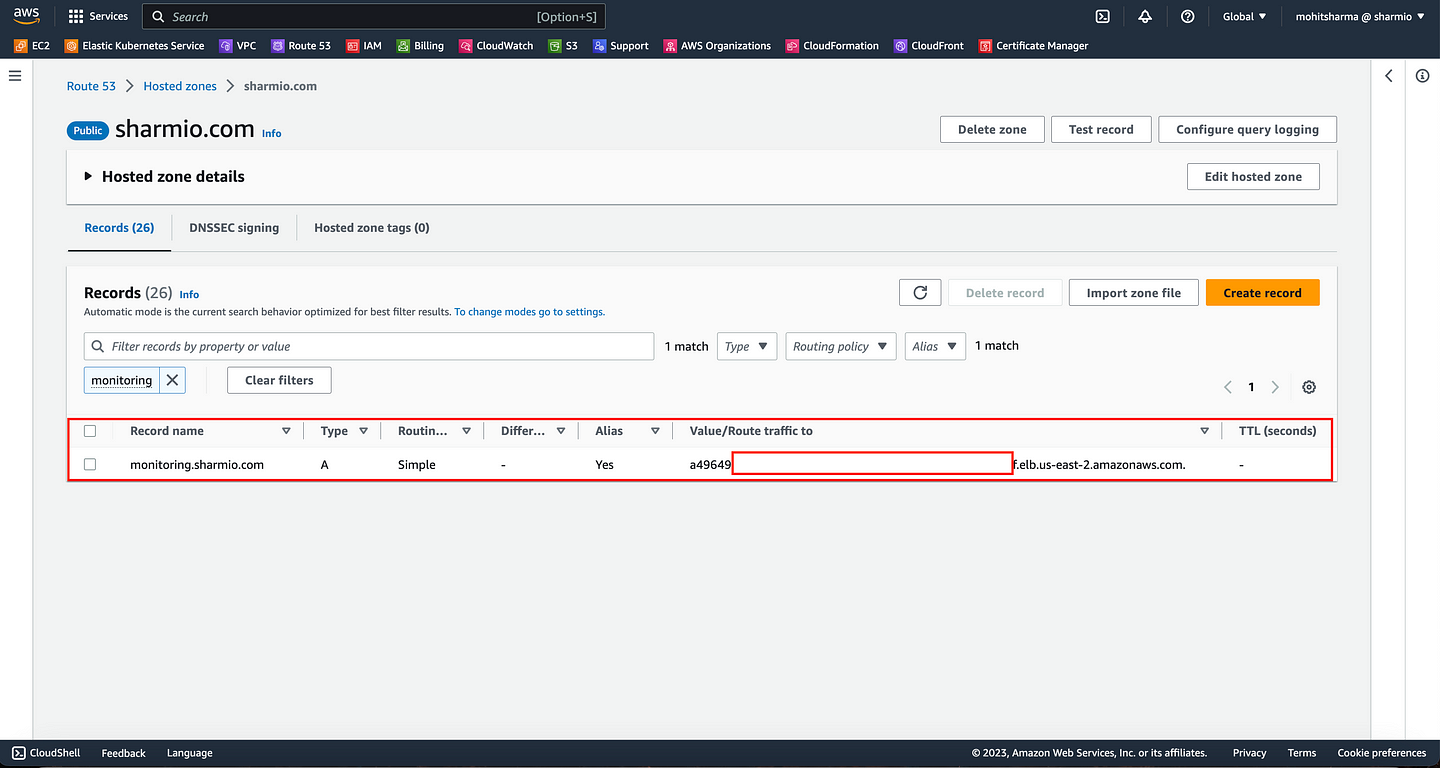 aws Services Search [Option+S] Global mohitsharma @ sharmio
EC2 Elastic Kubernetes Service VPC Route 53 IAM Billing CloudWatch S3 Support AWS Organizations CloudFormation CloudFront Certificate Manager
Route 53 Hosted zones sharmio.com
Public sharmio.com Info Delete zone Test record Configure query logging
Hosted zone details Edit hosted zone
Records (26) DNSSEC signing Hosted zone tags (0)
Records (26) Info Delete record Import zone file Create record
Automatic mode is the current search behavior optimized for best filter results. To change modes go to settings.
Filter records by property or value 1 match Type Routing policy Alias 1 match
monitoring Clear filters 1
Record name Type Routin... Differ... Alias Value/Route traffic to TTL (seconds)
monitoring.sharmio.com A Simple - Yes a49649 f.elb.us-east-2.amazonaws.com. -
CloudShell Feedback Language © 2023, Amazon Web Services, Inc. or its affiliates. Privacy Terms Cookie preferences